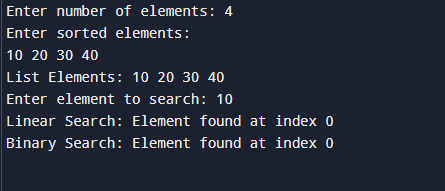 Enter number of elements: 4
Enter sorted elements:
10 20 30 40
List Elements: 10 20 30 40
Enter element to search: 10
Linear Search: Element found at index 0
Binary Search: Element found at index 0